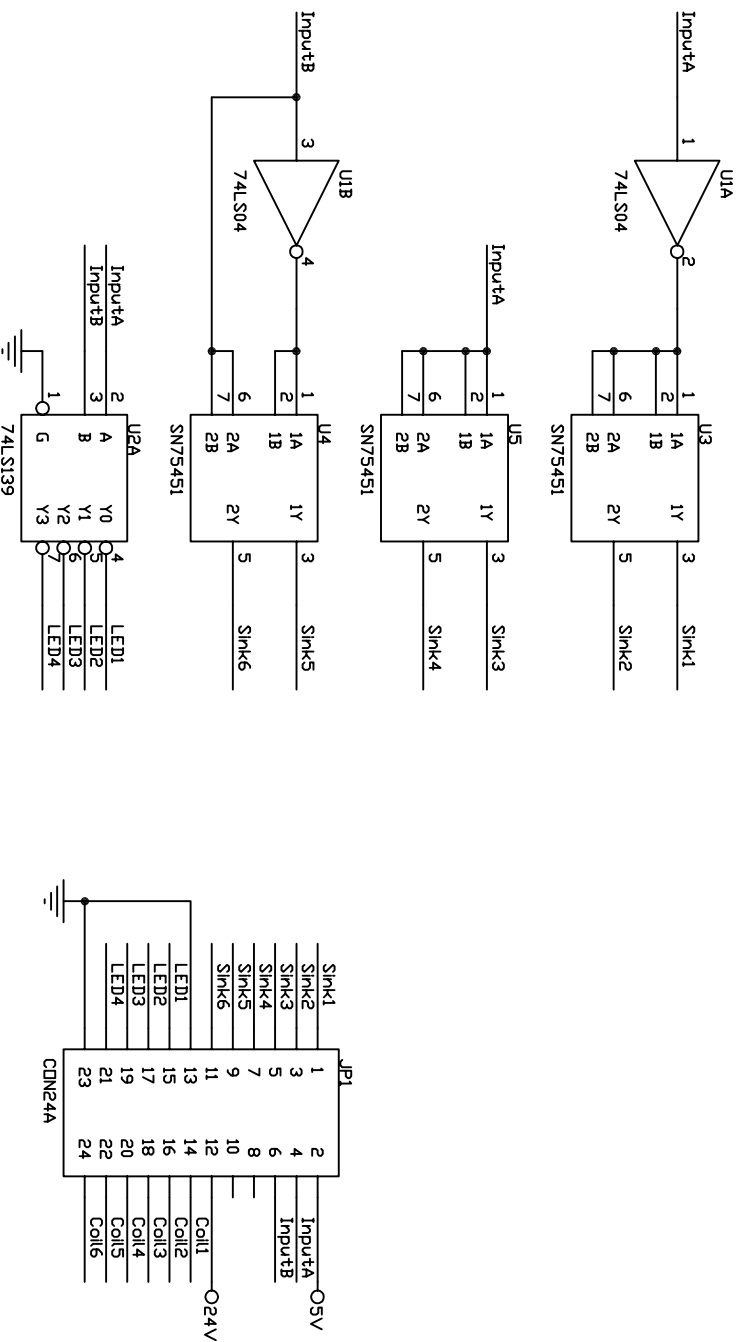 InputA
1
U1A
74LS04
2
1
2
6
7
U3
1A
1B
2A
2B
1Y
2Y
SN75451
3
5
Sink1
Sink2
InputA
1
2
6
7
U5
1A
1B
2A
2B
1Y
2Y
SN75451
3
5
Sink3
Sink4
InputB
3
U1B
74LS04
4
1
2
6
7
U4
1A
1B
2A
2B
1Y
2Y
SN75451
3
5
Sink5
Sink6
InputA
InputB
2
3
1
U2A
A
B
G
Y0
Y1
Y2
Y3
74LS139
4
5
6
7
LED1
LED2
LED3
LED4
JP1
Sink1
1 2
5V
Sink2
3 4
InputA
Sink3
5 6
InputB
Sink4
7 8
Sink5
9 10
Sink6
11 12
24V
13 14
Coil1
LED1
15 16
Coil2
LED2
17 18
Coil3
LED3
19 20
Coil4
LED4
21 22
Coil5
23 24
Coil6
CON24A